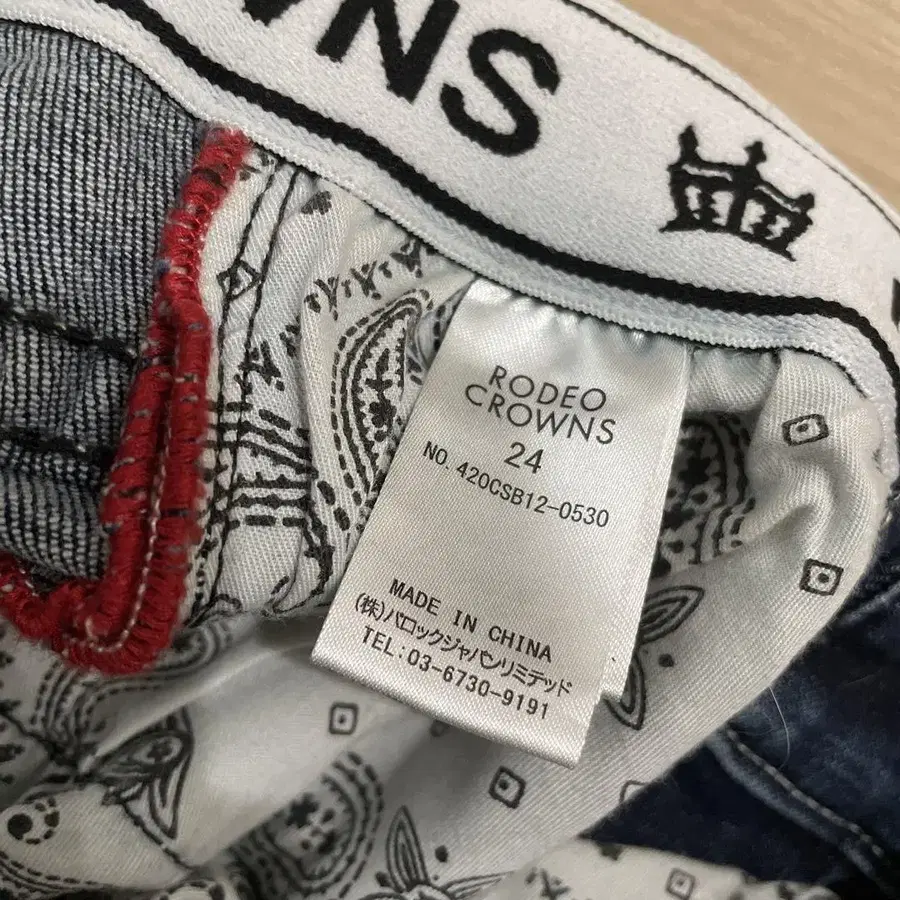 WNS
RODEO
CROWNS
24
NO. 420CSB12-0530
MADE IN CHINA
(株)バロックジャパンリミテッド
TEL:03-6730-9191